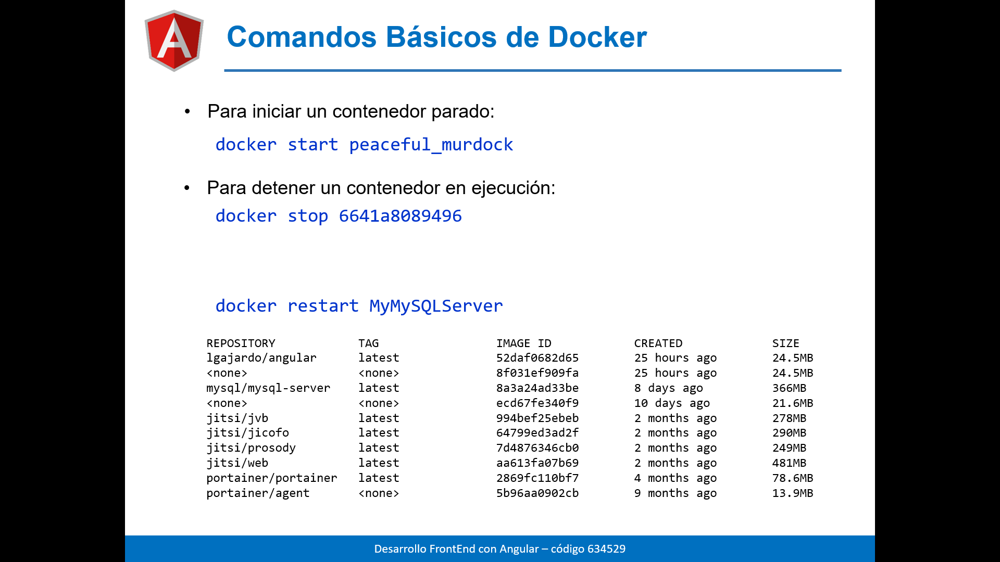 Comandos Básicos de Docker
• Para iniciar un contenedor parado:
docker start peaceful_murdock
• Para detener un contenedor en ejecución:
docker stop 6641a8089496
docker restart MyMySQLServer
REPOSITORY TAG IMAGE ID CREATED SIZE
lgajardo/angular latest 52daf0682d65 25 hours ago 24.5MB
<none> <none> 8f031ef909fa 25 hours ago 24.5MB
mysql/mysql-server latest 8a3a24ad33be 8 days ago 366MB
<none> <none> ecd67fe340f9 10 days ago 21.6MB
jitsi/jvb latest 994bef25ebeb 2 months ago 278MB
jitsi/jicofo latest 64799ed3ad2f 2 months ago 290MB
jitsi/prosody latest 7d4876346cb0 2 months ago 249MB
jitsi/web latest aa613fa07b69 2 months ago 481MB
portainer/portainer latest 2869fc110bf7 4 months ago 78.6MB
portainer/agent <none> 5b96aa0902cb 9 months ago 13.9MB
Desarrollo FrontEnd con Angular – código 634529